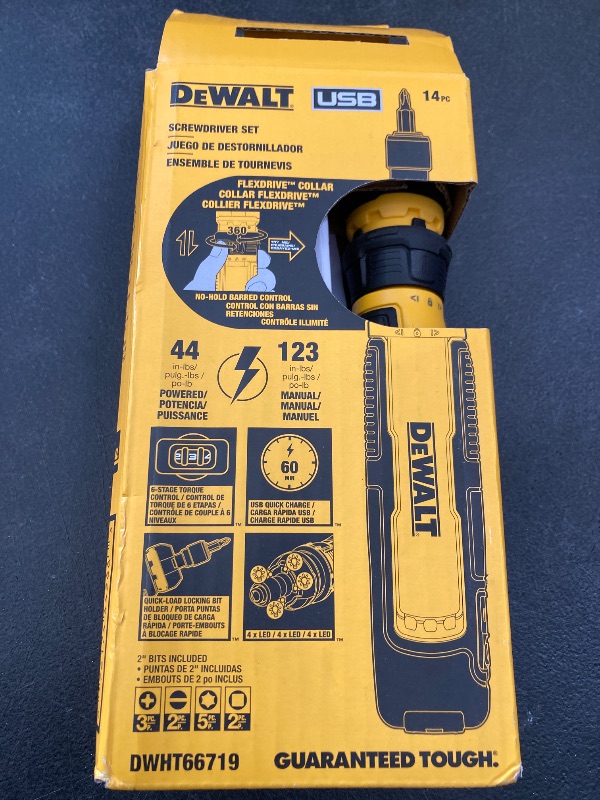 DEWALT
USB
14 PC
SCREWDRIVER SET
JUEGO DE DESTORNILLADOR
ENSEMBLE DE TOURNEVIS
FLEXDRIVE™ COLLAR
COLLAR FLEXDRIVE™
COLLIER FLEXDRIVE™
360
NO-HOLD BARRED CONTROL
CONTROL CON BARRAS SIN
RETENCIONES
CONTRÔLE ILLIMITÉ
44
in-lbs/
pulg.-lbs /
po-lb
POWERED/
POTENCIA/
PUISSANCE
123
in-lbs/
pulg.-lbs /
po-lb
MANUAL/
MANUAL/
MANUEL
6-STAGE TORQUE
CONTROL / CONTROL DE
TORQUE DE 6 ETAPAS /
CONTRÔLE DE COUPLE À 6
NIVEAUX
60
MIN
USB QUICK CHARGE /
CARGA RÁPIDA USB /
CHARGE RAPIDE USB
QUICK-LOAD LOCKING BIT
HOLDER / PORTA PUNTAS
DE BLOQUEO DE CARGA
RÁPIDA / PORTE-EMBOUTS
À BLOCAGE RAPIDE
4 x LED / 4 x LED / 4 x LED
2" BITS INCLUDED
• PUNTAS DE 2" INCLUIDAS
• EMBOUTS DE 2 po INCLUS
3 PC. P.
2 PC. P.
5 PC. P.
2 PC. P.
DEWALT
DWHT66719
GUARANTEED TOUGH.®